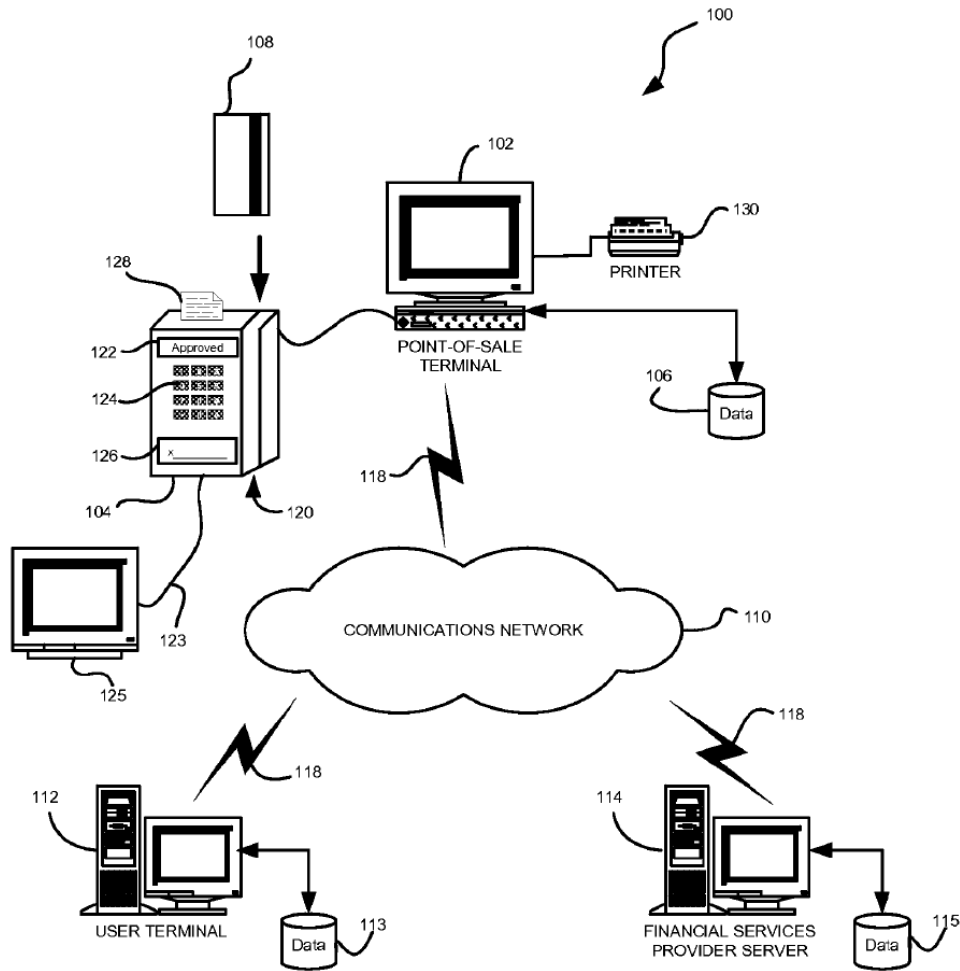 100
108
102
130
PRINTER
128
122
Approved
124
POINT-OF-SALE
TERMINAL
106
Data
126
x
118
104
120
123
125
COMMUNICATIONS NETWORK
110
118
118
112
114
USER TERMINAL
Data
113
FINANCIAL SERVICES
PROVIDER SERVER
Data
115